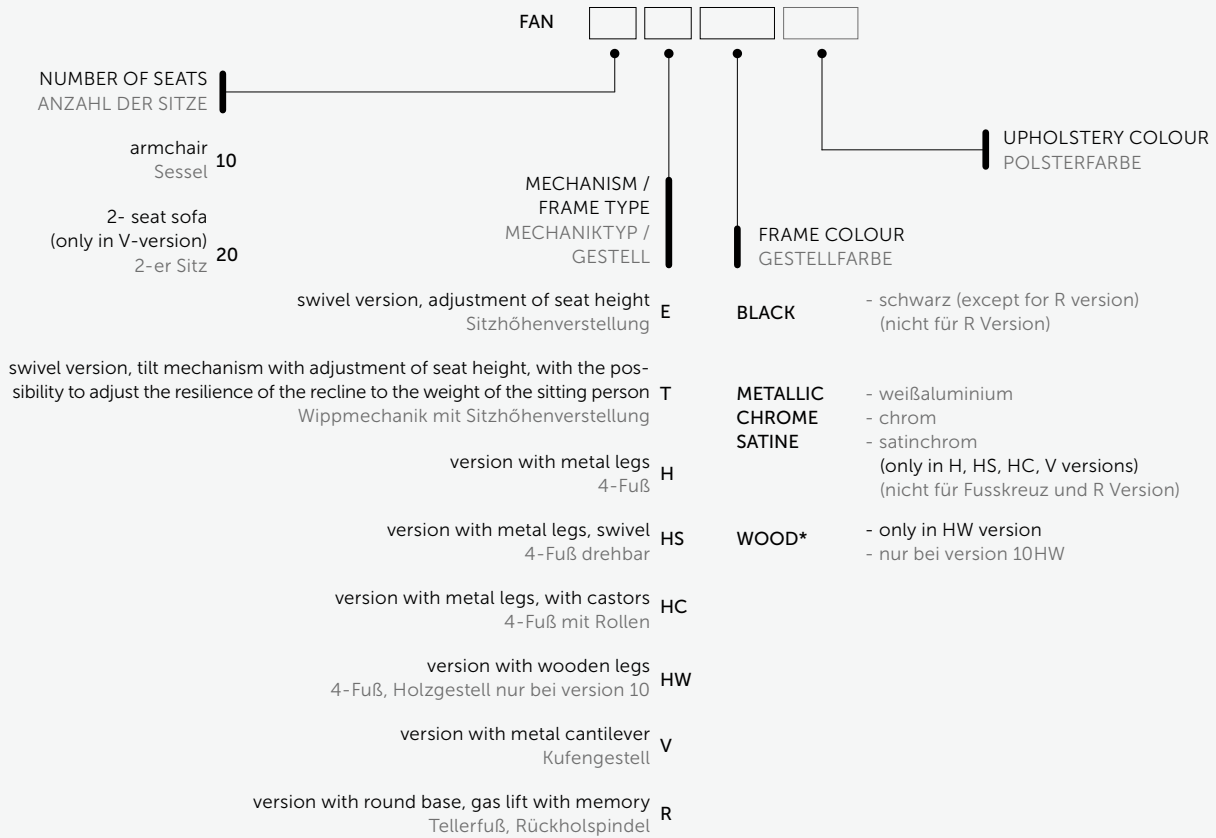 FAN
NUMBER OF SEATS
ANZAHL DER SITZE
armchair
Sessel
10
2- seat sofa
(only in V-version)
2-er Sitz
20
MECHANISM /
FRAME TYPE
MECHANIKTYP /
GESTELL
FRAME COLOUR
GESTELLFARBE
UPHOLSTERY COLOUR
POLSTERFARBE
swivel version, adjustment of seat height
Sitzhőhenverstellung
E
swivel version, tilt mechanism with adjustment of seat height, with the pos-
sibility to adjust the resilience of the recline to the weight of the sitting person
Wippmechanik mit Sitzhőhenverstellung
T
version with metal legs
4-Fuß
H
version with metal legs, swivel
4-Fuß drehbar
HS
version with metal legs, with castors
4-Fuß mit Rollen
HC
version with wooden legs
4-Fuß, Holzgestell nur bei version 10
HW
version with metal cantilever
Kufengestell
V
version with round base, gas lift with memory
Tellerfuß, Rückholspindel
R
BLACK - schwarz (except for R version)
(nicht für R Version)
METALLIC - weißaluminium
CHROME - chrom
SATINE - satinchrom
(only in H, HS, HC, V versions)
(nicht für Fusskreuz und R Version)
WOOD* - only in HW version
- nur bei version 10HW